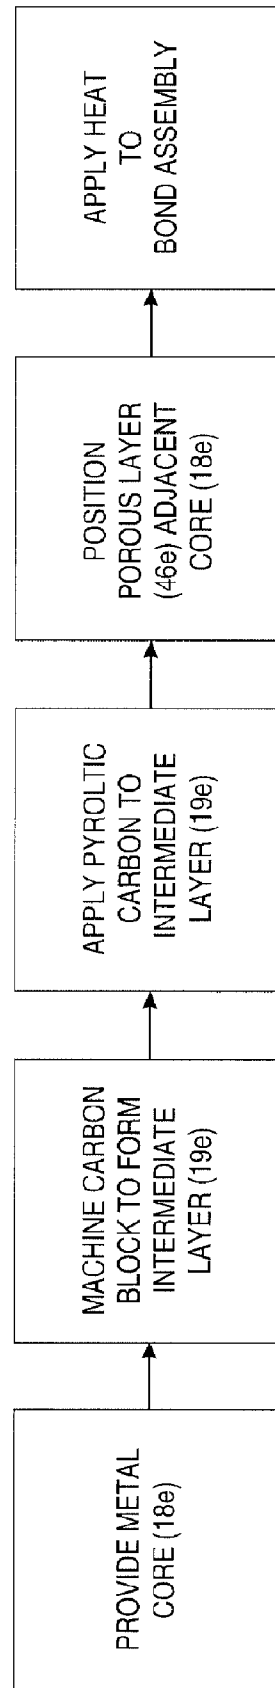 PROVIDE METAL
CORE (18e)
MACHINE CARBON
BLOCK TO FORM
INTERMEDIATE
LAYER (19e)
APPLY PYROLTIC
CARBON TO
INTERMEDIATE
LAYER (19e)
POSITION
POROUS LAYER
(46e) ADJACENT
CORE (18e)
APPLY HEAT
TO
BOND ASSEMBLY